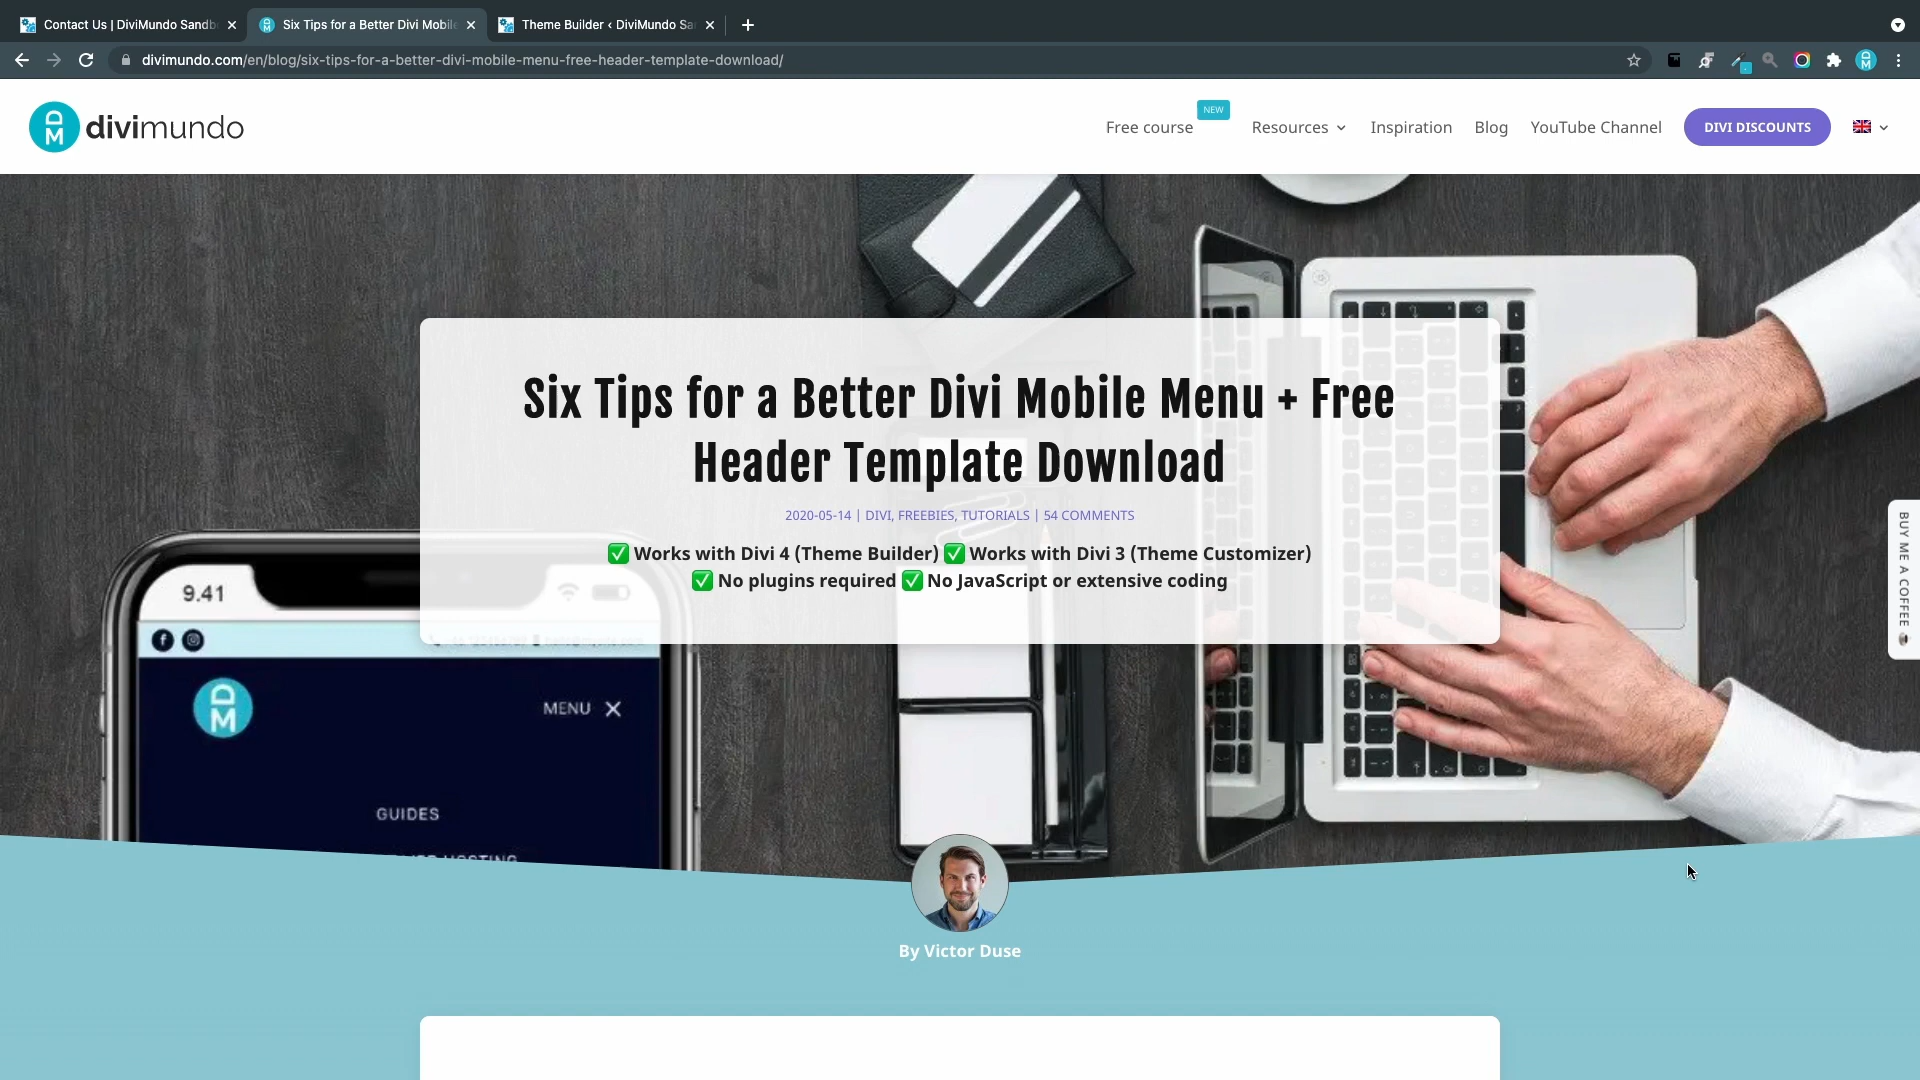 Contact Us | DiviMundo Sandb
Six Tips for a Better Divi Mobile
Theme Builder ‹ DiviMundo Sa
divimundo.com/en/blog/six-tips-for-a-better-divi-mobile-menu-free-header-template-download/
DM divimundo
Free course
NEW
Resources
Inspiration
Blog
YouTube Channel
DIVI DISCOUNTS
Six Tips for a Better Divi Mobile Menu + Free
Header Template Download
2020-05-14 | DIVI, FREEBIES, TUTORIALS | 54 COMMENTS
✅ Works with Divi 4 (Theme Builder) ✅ Works with Divi 3 (Theme Customizer)
✅ No plugins required ✅ No JavaScript or extensive coding
BUY ME A COFFEE
9.41
DM
MENU
GUIDES
By Victor Duse